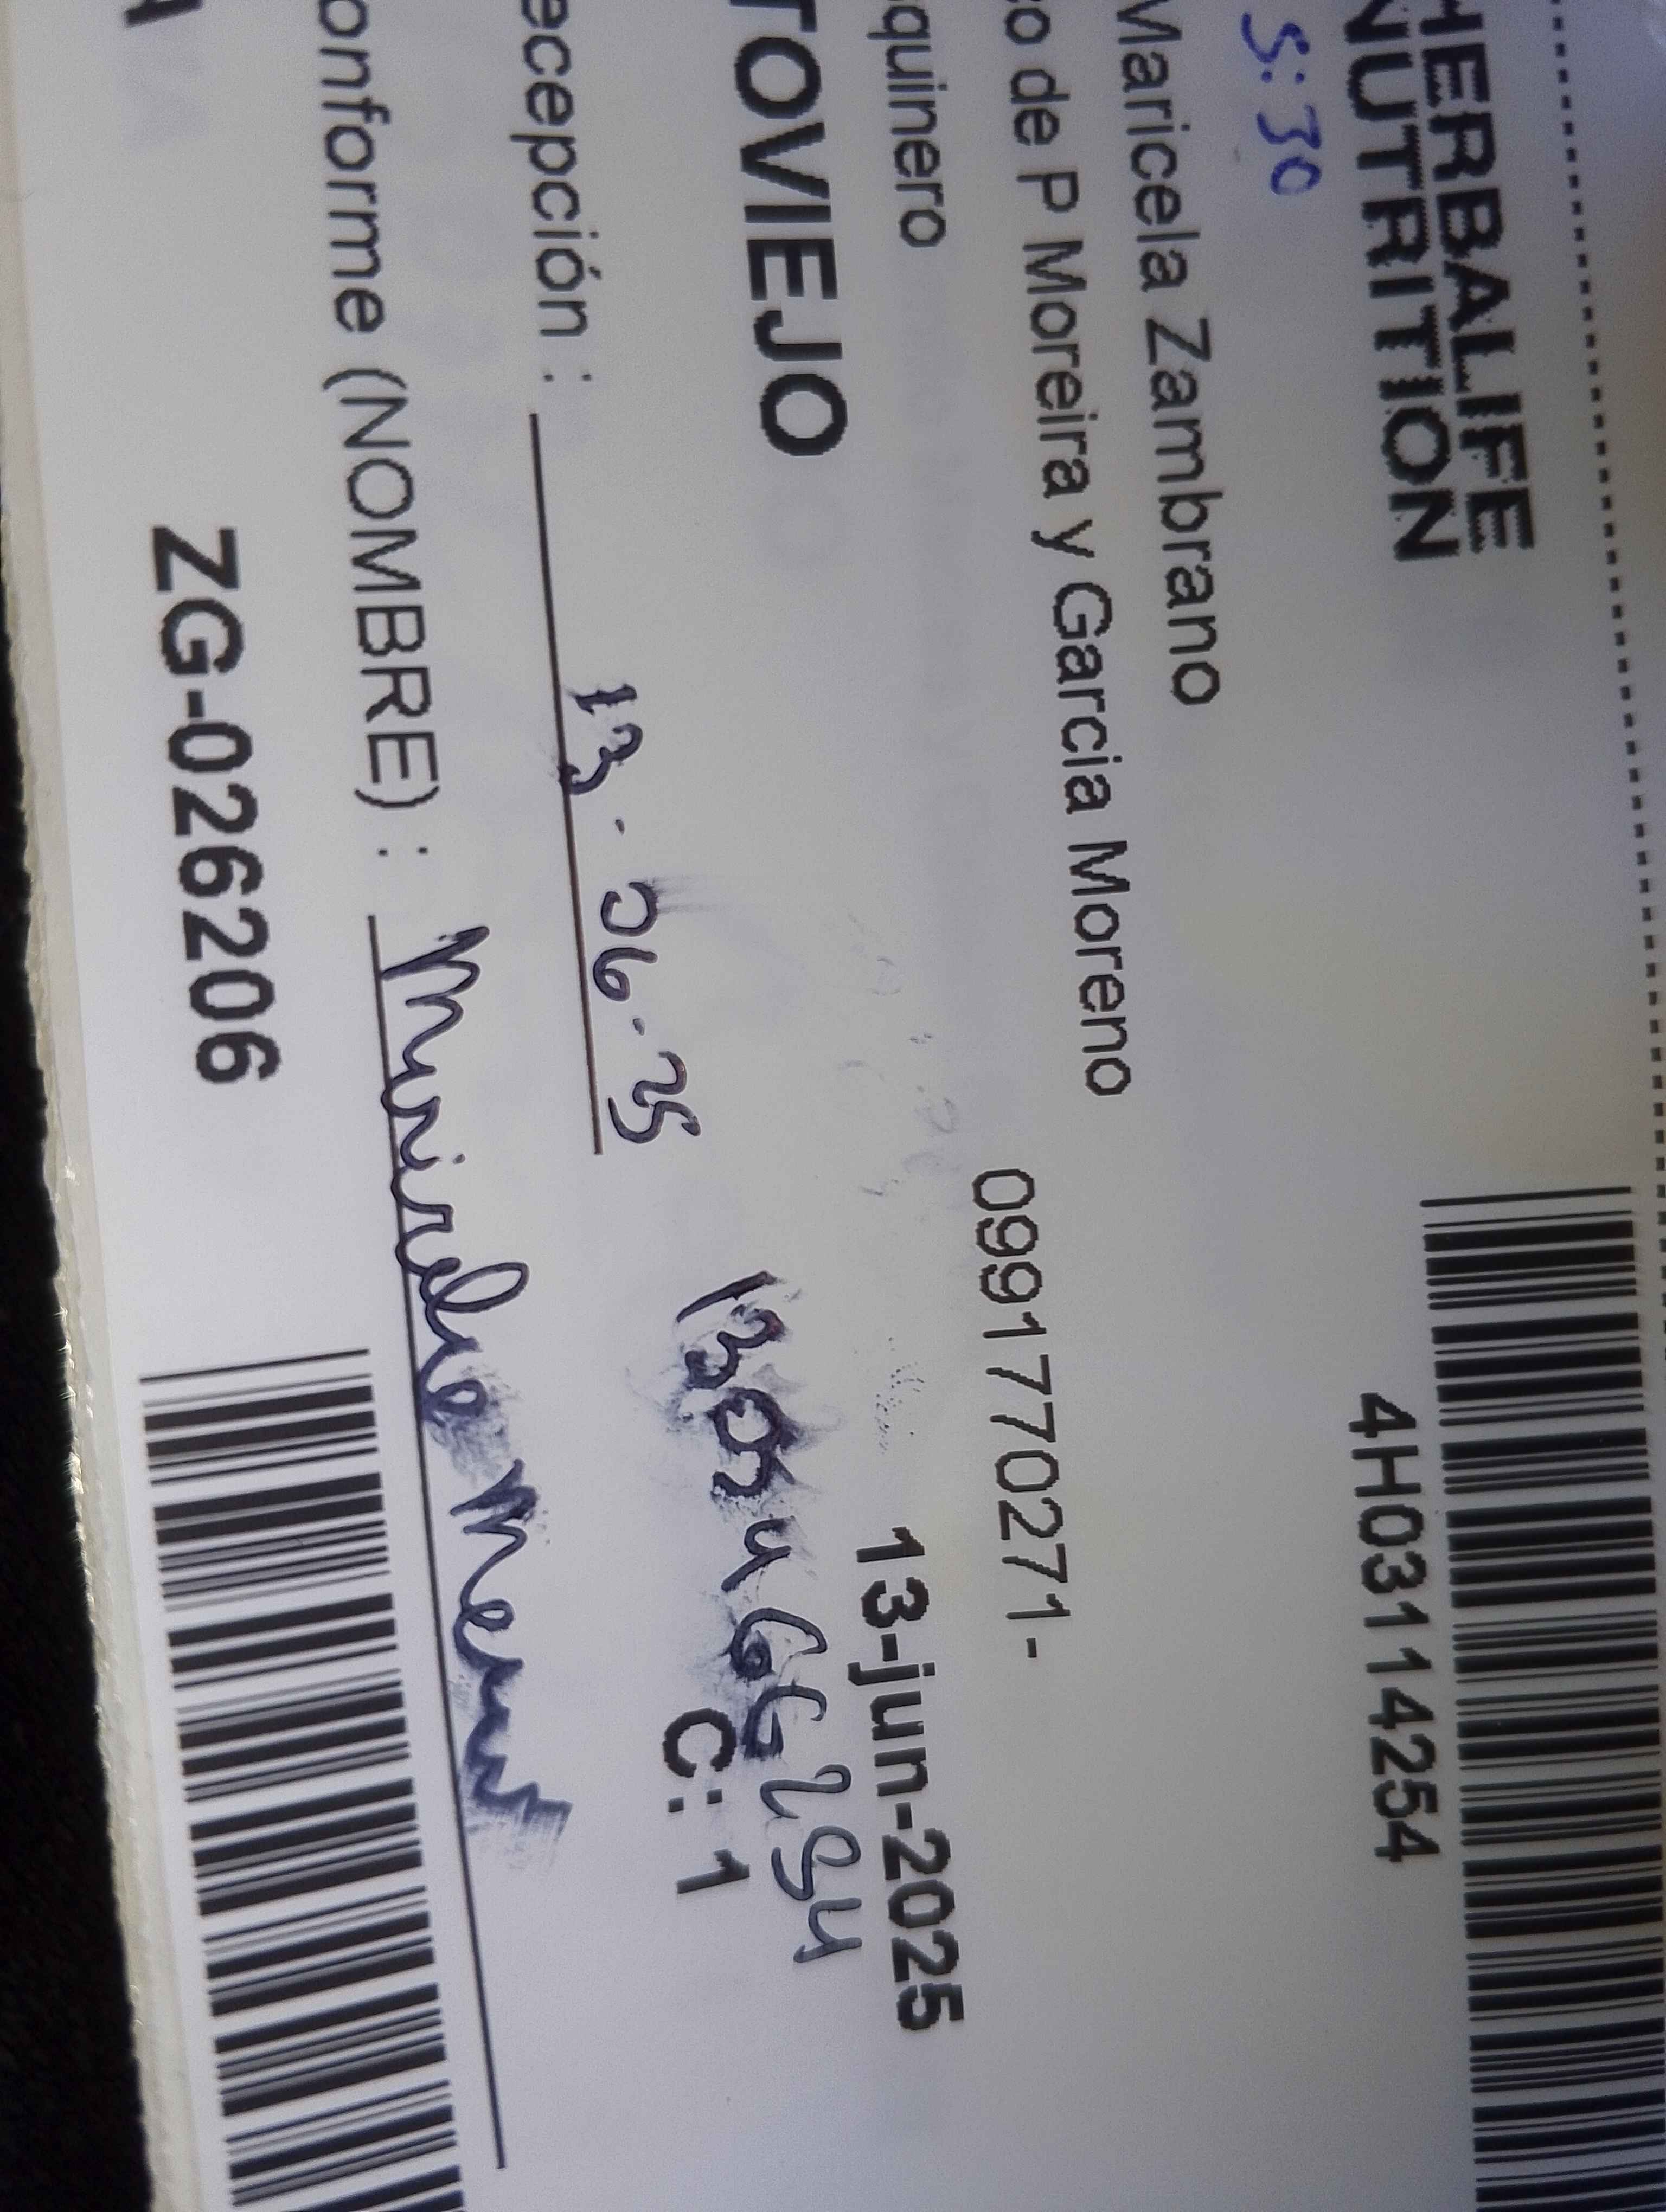 HERBALIFE
NUTRITION
4H03114254
5:30
Maricela Zambrano
o de P Moreira y Garcia Moreno
0991770271-
quinero
13-jun-2025
TOVIEJO
C: 1
ecepción : 13.06.25
onforme (NOMBRE) :
ZG-026206